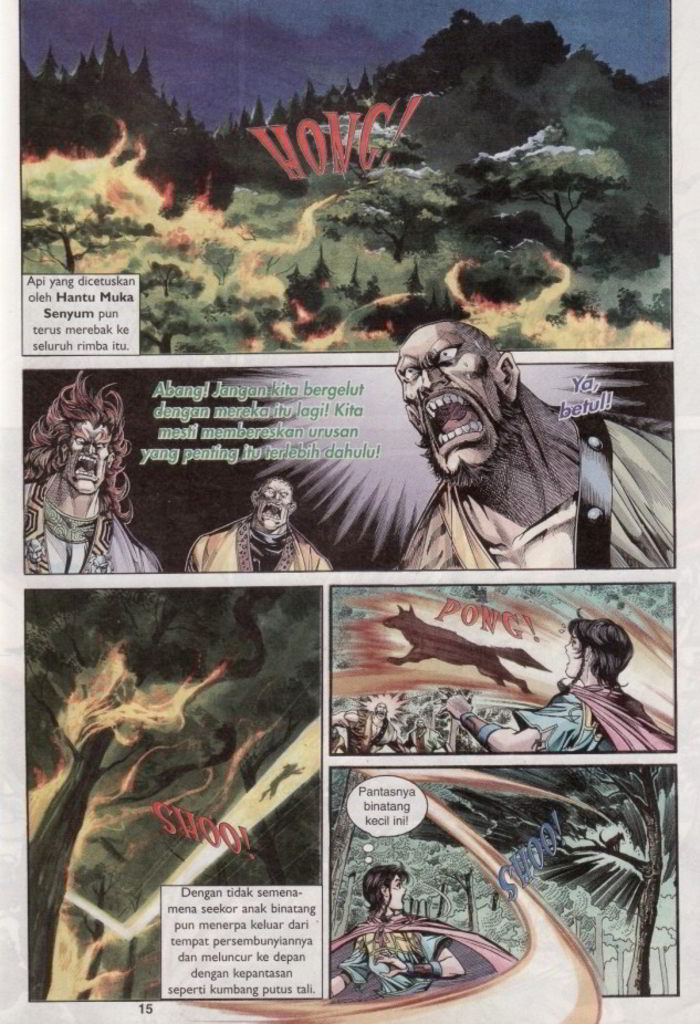 HONG!
Api yang dicetuskan
oleh Hantu Muka
Senyum pun
terus merebak ke
seluruh rimba itu.
Abang! Jangan kita bergelut
dengan mereka itu lagi! Kita
mesti membereskan urusan
yang penting itu terlebih dahulu!
Ya,
betul!
SHOO!
Dengan tidak semena-
mena seekor anak binatang
pun menerpa keluar dari
tempat persembunyiannya
dan meluncur ke depan
dengan kepantasan
seperti kumbang putus tali.
PONG!
Pantasnya
binatang
kecil ini!
SHOO!
15